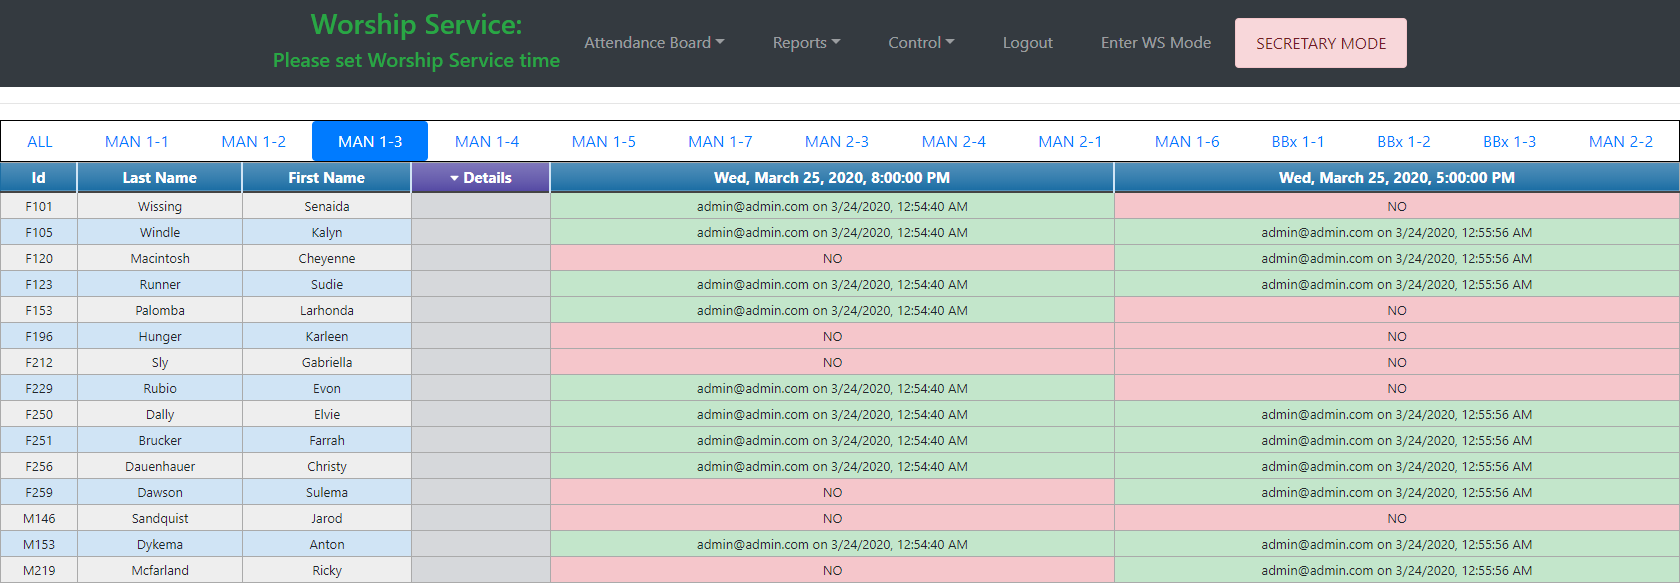 Worship Service:
Please set Worship Service time
Attendance Board Reports Control Logout Enter WS Mode SECRETARY MODE
ALL MAN 1-1 MAN 1-2 MAN 1-3 MAN 1-4 MAN 1-5 MAN 1-7 MAN 2-3 MAN 2-4 MAN 2-1 MAN 1-6 BBx 1-1 BBx 1-2 BBx 1-3 MAN 2-2
Id Last Name First Name Details Wed, March 25, 2020, 8:00:00 PM Wed, March 25, 2020, 5:00:00 PM
F101 Wissing Senaida admin@admin.com on 3/24/2020, 12:54:40 AM NO
F105 Windle Kalyn admin@admin.com on 3/24/2020, 12:54:40 AM admin@admin.com on 3/24/2020, 12:55:56 AM
F120 Macintosh Cheyenne NO admin@admin.com on 3/24/2020, 12:55:56 AM
F123 Runner Sudie admin@admin.com on 3/24/2020, 12:54:40 AM admin@admin.com on 3/24/2020, 12:55:56 AM
F153 Palomba Larhonda admin@admin.com on 3/24/2020, 12:54:40 AM NO
F196 Hunger Karleen NO NO
F212 Sly Gabriella NO NO
F229 Rubio Evon admin@admin.com on 3/24/2020, 12:54:40 AM NO
F250 Dally Elvie admin@admin.com on 3/24/2020, 12:54:40 AM admin@admin.com on 3/24/2020, 12:55:56 AM
F251 Brucker Farrah admin@admin.com on 3/24/2020, 12:54:40 AM admin@admin.com on 3/24/2020, 12:55:56 AM
F256 Dauenhauer Christy admin@admin.com on 3/24/2020, 12:54:40 AM admin@admin.com on 3/24/2020, 12:55:56 AM
F259 Dawson Sulema NO admin@admin.com on 3/24/2020, 12:55:56 AM
M146 Sandquist Jarod NO NO
M153 Dykema Anton admin@admin.com on 3/24/2020, 12:54:40 AM admin@admin.com on 3/24/2020, 12:55:56 AM
M219 Mcfarland Ricky NO admin@admin.com on 3/24/2020, 12:55:56 AM